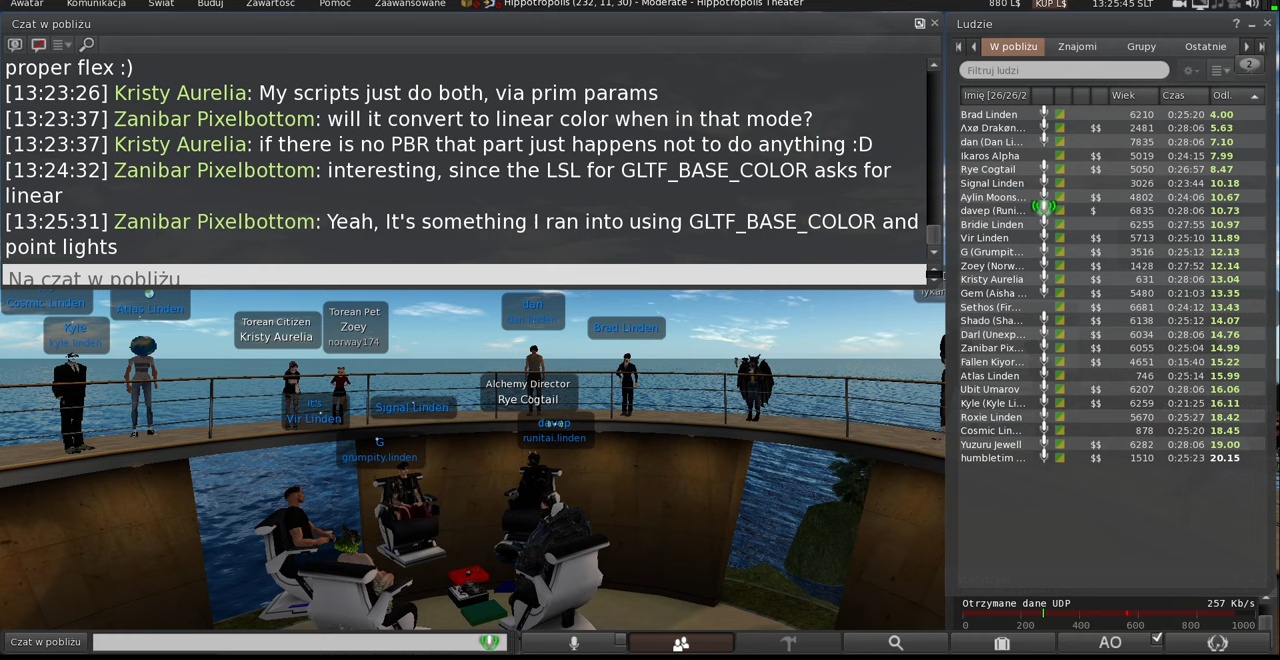 Awatar Komunikacja Świat Buduj Zawartość Pomoc Zaawansowane Hippotropolis (232, 11, 30) - Moderate - Hippotropolis Theater 880 L$ KUP L$ 13:25:45 SLT
Czat w pobliżu
proper flex :)
[13:23:26] Kristy Aurelia: My scripts just do both, via prim params
[13:23:37] Zanibar Pixelbottom: will it convert to linear color when in that mode?
[13:23:37] Kristy Aurelia: if there is no PBR that part just happens not to do anything :D
[13:24:32] Zanibar Pixelbottom: interesting, since the LSL for GLTF_BASE_COLOR asks for
linear
[13:25:31] Zanibar Pixelbottom: Yeah, It's something I ran into using GLTF_BASE_COLOR and
point lights
Na czat w pobliżu
Cosmic Linden
Atlas Linden
Kyle
kyle.linden
Torean Citizen
Kristy Aurelia
Torean Pet
Zoey
norway174
dan
dan.linden
Brad Linden
It's
Vir Linden
Signal Linden
Alchemy Director
Rye Cogtail
davep
runitai.linden
G
grumpity.linden
Ludzie
W pobliżu Znajomi Grupy Ostatnie
Filtruj ludzi
2
Imię [26/26/2 Wiek Czas Odl.
Brad Linden 6210 0:25:20 4.00
Λxø Drakøn... $$ 2481 0:28:06 5.63
dan (Dan Li... 7835 0:28:06 7.10
Ikaros Alpha $$ 5019 0:24:15 7.99
Rye Cogtail $$ 5050 0:26:57 8.47
Signal Linden 3026 0:23:44 10.18
Aylin Moons... $$ 4802 0:24:06 10.67
davep (Runi... $ 6835 0:28:06 10.73
Bridie Linden 6255 0:27:55 10.97
Vir Linden $$ 5713 0:25:10 11.89
G (Grumpit... $$ 3516 0:25:12 12.13
Zoey (Norw... $$ 1428 0:27:52 12.14
Kristy Aurelia $$ 631 0:28:06 13.04
Gem (Aisha ... $$ 5480 0:21:03 13.35
Sethos (Fir... $$ 6681 0:24:12 13.43
Shado (Sha... $$ 6138 0:25:12 14.07
Darl (Unexp... $$ 6034 0:28:06 14.76
Zanibar Pix... $$ 6055 0:25:04 14.99
Fallen Kiyor... $$ 4651 0:15:40 15.22
Atlas Linden 746 0:25:14 15.99
Ubit Umarov $$ 6207 0:28:06 16.06
Kyle (Kyle Li... $$ 6259 0:21:25 16.11
Roxie Linden 5670 0:25:27 18.42
Cosmic Lin... 878 0:25:20 18.45
Yuzuru Jewell $$ 6282 0:28:06 19.00
humbletim ... $$ 1510 0:25:23 20.15
Otrzymane dane UDP 257 Kb/s
0 200 400 600 800 1000
Czat w pobliżu
AO